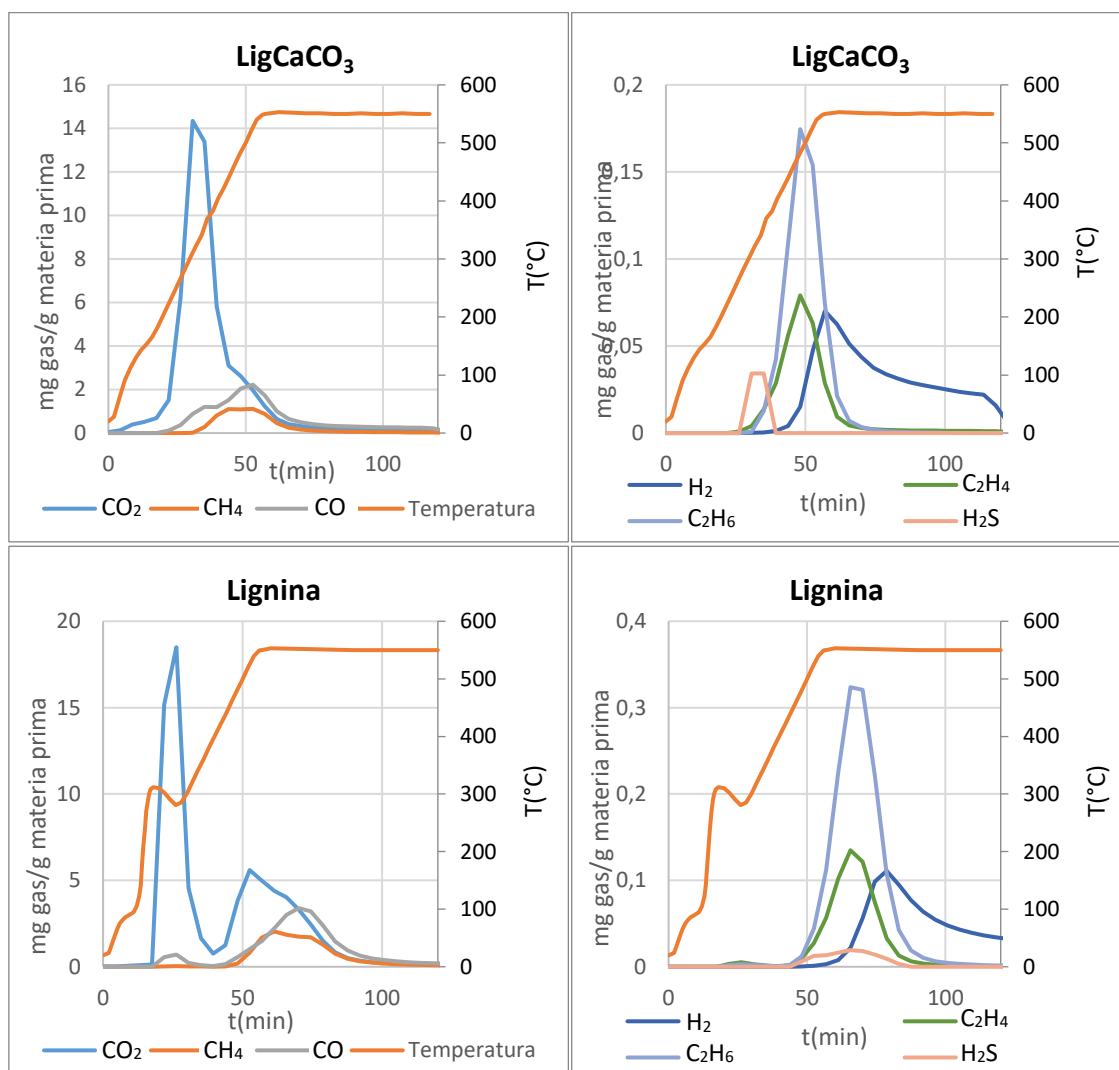 LigCaCO₃
mg gas/g materia prima
16
14
12
10
8
6
4
2
0
600
500
400
300
200
100
0
T(°C)
0
50
100
t(min)
CO₂
CH₄
CO
Temperatura
LigCaCO₃
mg gas/g materia prima
0,2
0,15
0,1
0,05
0
600
500
400
300
200
100
0
T(°C)
0
50
100
t(min)
H₂
C₂H₄
C₂H₆
H₂S
Lignina
mg gas/g materia prima
20
15
10
5
0
600
500
400
300
200
100
0
T(°C)
0
50
100
t(min)
CO₂
CH₄
CO
Temperatura
Lignina
mg gas/g materia prima
0,4
0,3
0,2
0,1
0
600
500
400
300
200
100
0
T(°C)
0
50
100
t(min)
H₂
C₂H₄
C₂H₆
H₂S